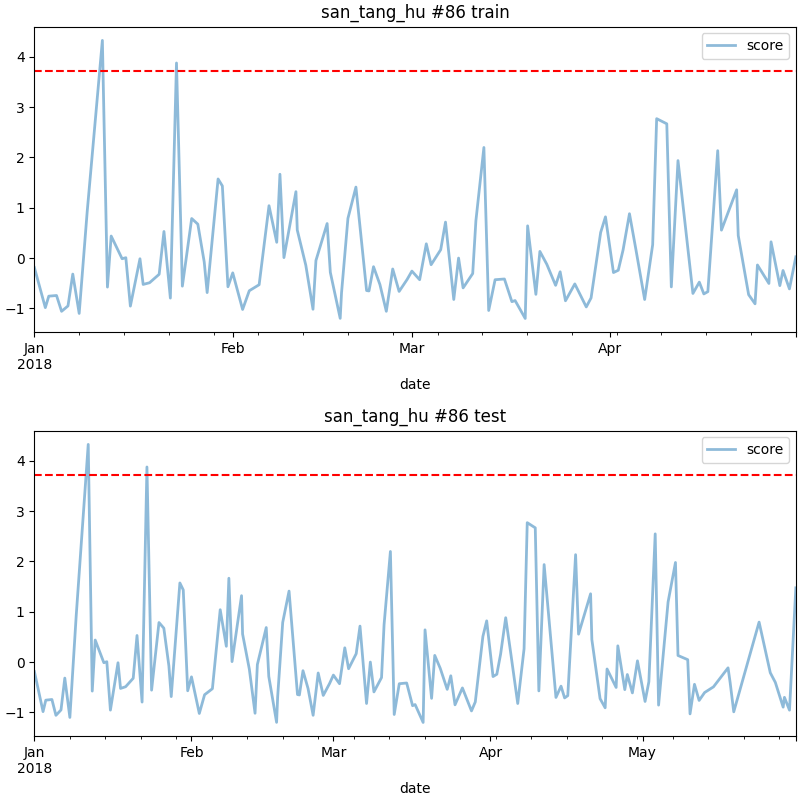 san_tang_hu #86 train
score
4
3
2
1
0
−1
Jan Feb Mar Apr
2018
date
san_tang_hu #86 test
score
4
3
2
1
0
−1
Jan Feb Mar Apr May
2018
date